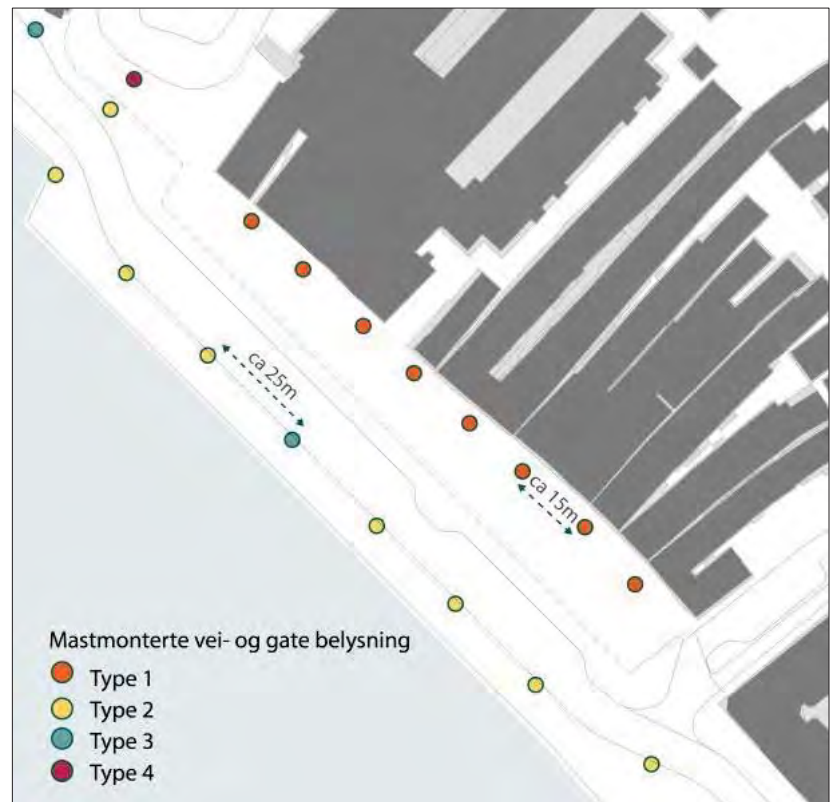 ca 25m
ca 15m
Mastmonterte vei- og gate belysning
Type 1
Type 2
Type 3
Type 4